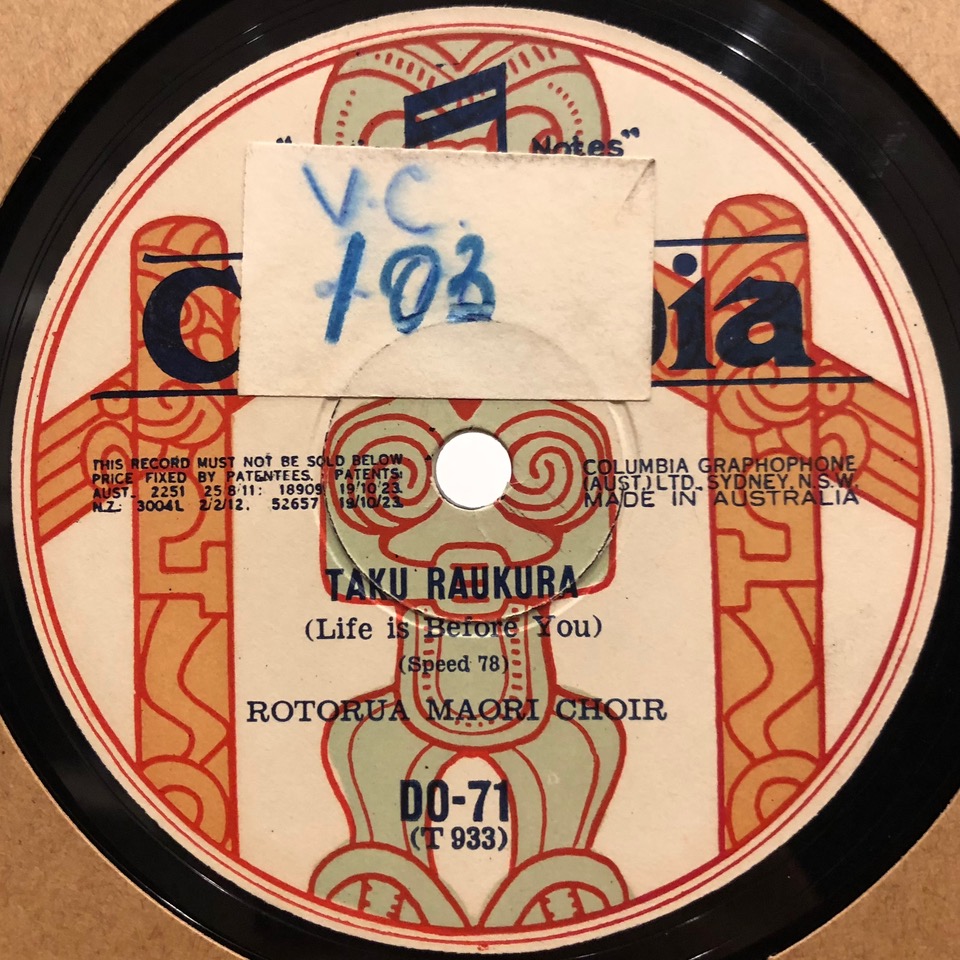 Notes"
V.C.
103
THIS RECORD MUST NOT BE SOLD BELOW
PRICE FIXED BY PATENTEES. PATENTS:
AUST. 2251 25.8.11: 18909 19/10/23.
N.Z.: 30041 2/2/12. 52657 19/10/23.
COLUMBIA GRAPHOPHONE
(AUST.) LTD. SYDNEY. N.S.W.
MADE IN AUSTRALIA
TAKU RAUKURA
(Life is Before You)
(Speed 78)
ROTORUA MAORI CHOIR
DO-71
(T 933)